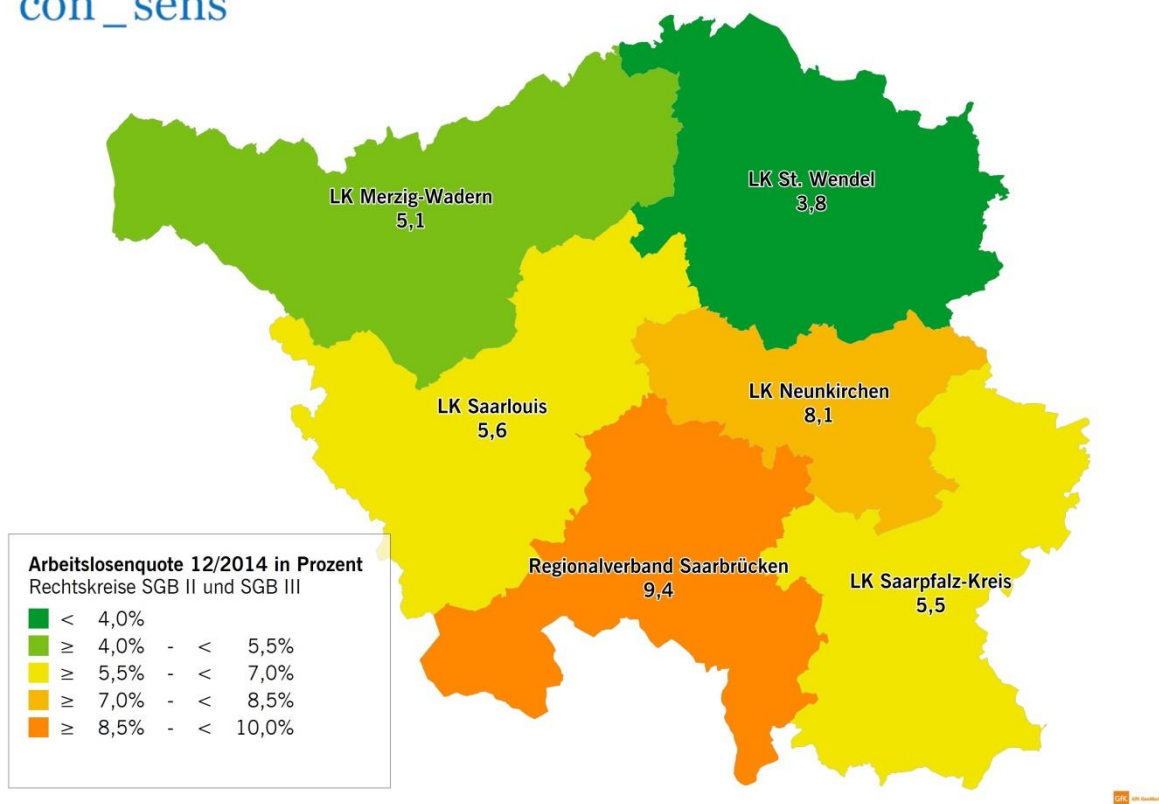 con_sens
LK St. Wendel
3,8
LK Merzig-Wadern
5,1
LK Neunkirchen
8,1
LK Saarlouis
5,6
Regionalverband Saarbrücken
9,4
LK Saarpfalz-Kreis
5,5
Arbeitslosenquote 12/2014 in Prozent
Rechtskreise SGB II und SGB III
< 4,0%
≥ 4,0% - < 5,5%
≥ 5,5% - < 7,0%
≥ 7,0% - < 8,5%
≥ 8,5% - < 10,0%
GfK